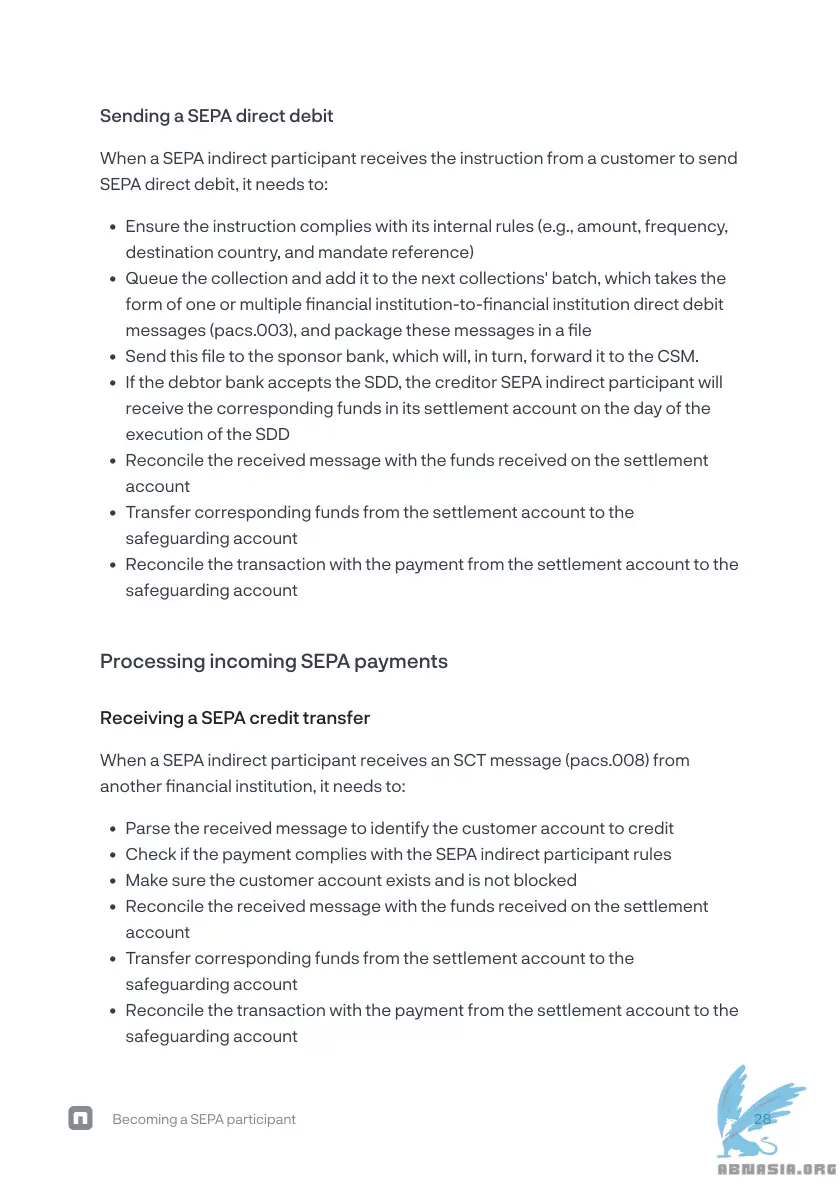 Sending a SEPA direct debit
When a SEPA indirect participant receives the instruction from a customer to send
SEPA direct debit, it needs to:
• Ensure the instruction complies with its internal rules (e.g., amount, frequency,
destination country, and mandate reference)
• Queue the collection and add it to the next collections' batch, which takes the
form of one or multiple financial institution-to-financial institution direct debit
messages (pacs.003), and package these messages in a file
• Send this file to the sponsor bank, which will, in turn, forward it to the CSM.
• If the debtor bank accepts the SDD, the creditor SEPA indirect participant will
receive the corresponding funds in its settlement account on the day of the
execution of the SDD
• Reconcile the received message with the funds received on the settlement
account
• Transfer corresponding funds from the settlement account to the
safeguarding account
• Reconcile the transaction with the payment from the settlement account to the
safeguarding account
Processing incoming SEPA payments
Receiving a SEPA credit transfer
When a SEPA indirect participant receives an SCT message (pacs.008) from
another financial institution, it needs to:
• Parse the received message to identify the customer account to credit
• Check if the payment complies with the SEPA indirect participant rules
• Make sure the customer account exists and is not blocked
• Reconcile the received message with the funds received on the settlement
account
• Transfer corresponding funds from the settlement account to the
safeguarding account
• Reconcile the transaction with the payment from the settlement account to the
safeguarding account
Becoming a SEPA participant
28
ABNASIA.ORG